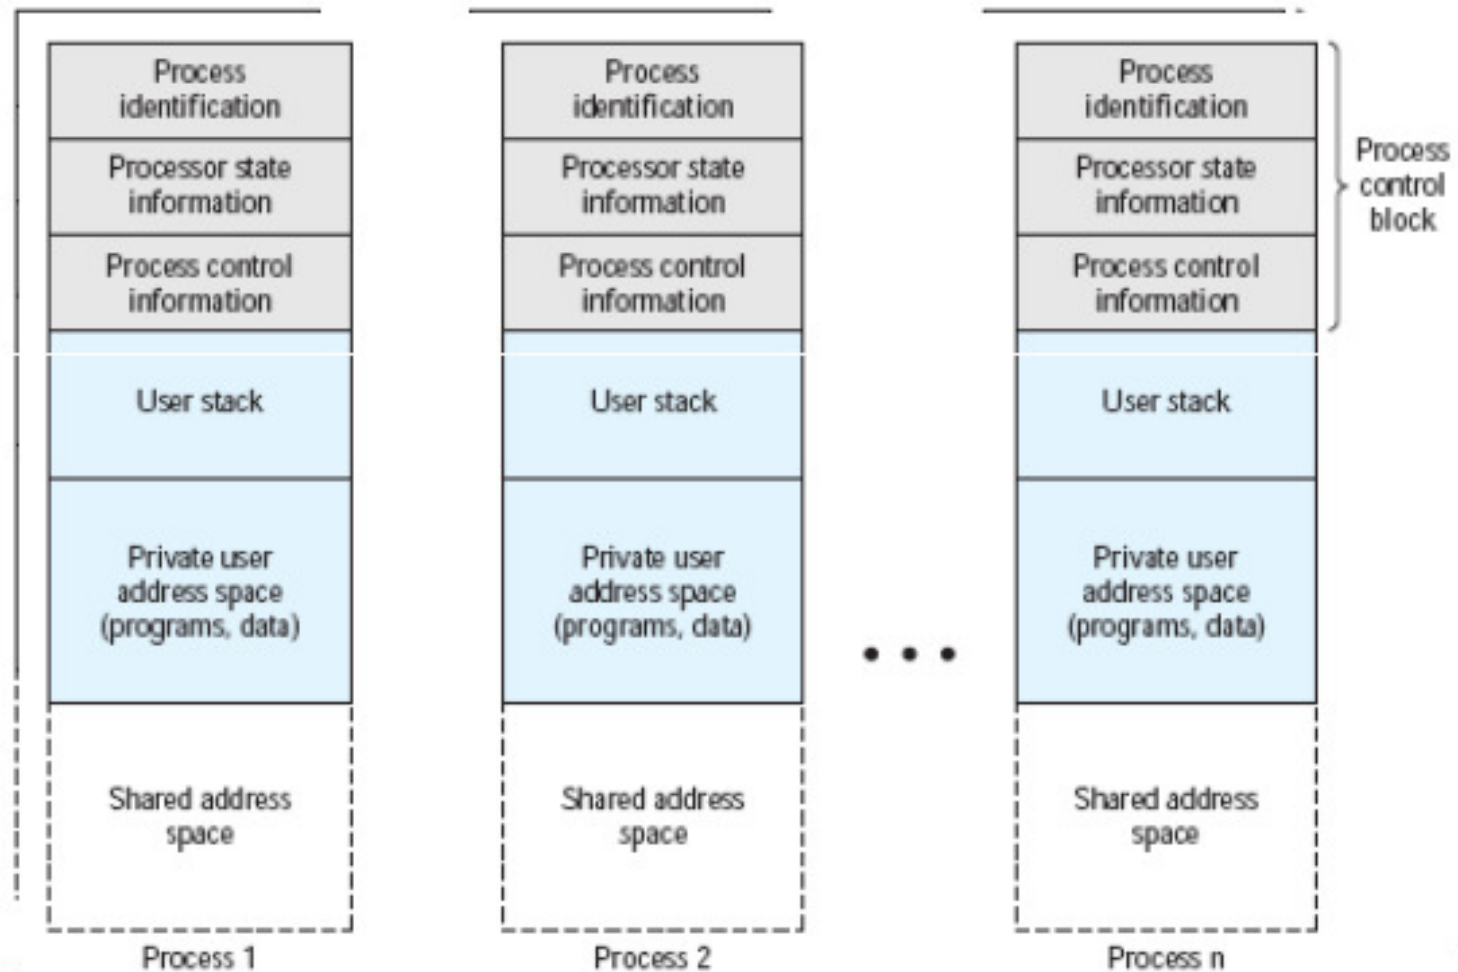 Process
identification
Processor state
information
Process control
information
User stack
Private user
address space
(programs, data)
Shared address
space
Process 1
Process
identification
Processor state
information
Process control
information
User stack
Private user
address space
(programs, data)
Shared address
space
Process 2
Process
identification
Processor state
information
Process control
information
User stack
Private user
address space
(programs, data)
Shared address
space
Process n
Process
control
block